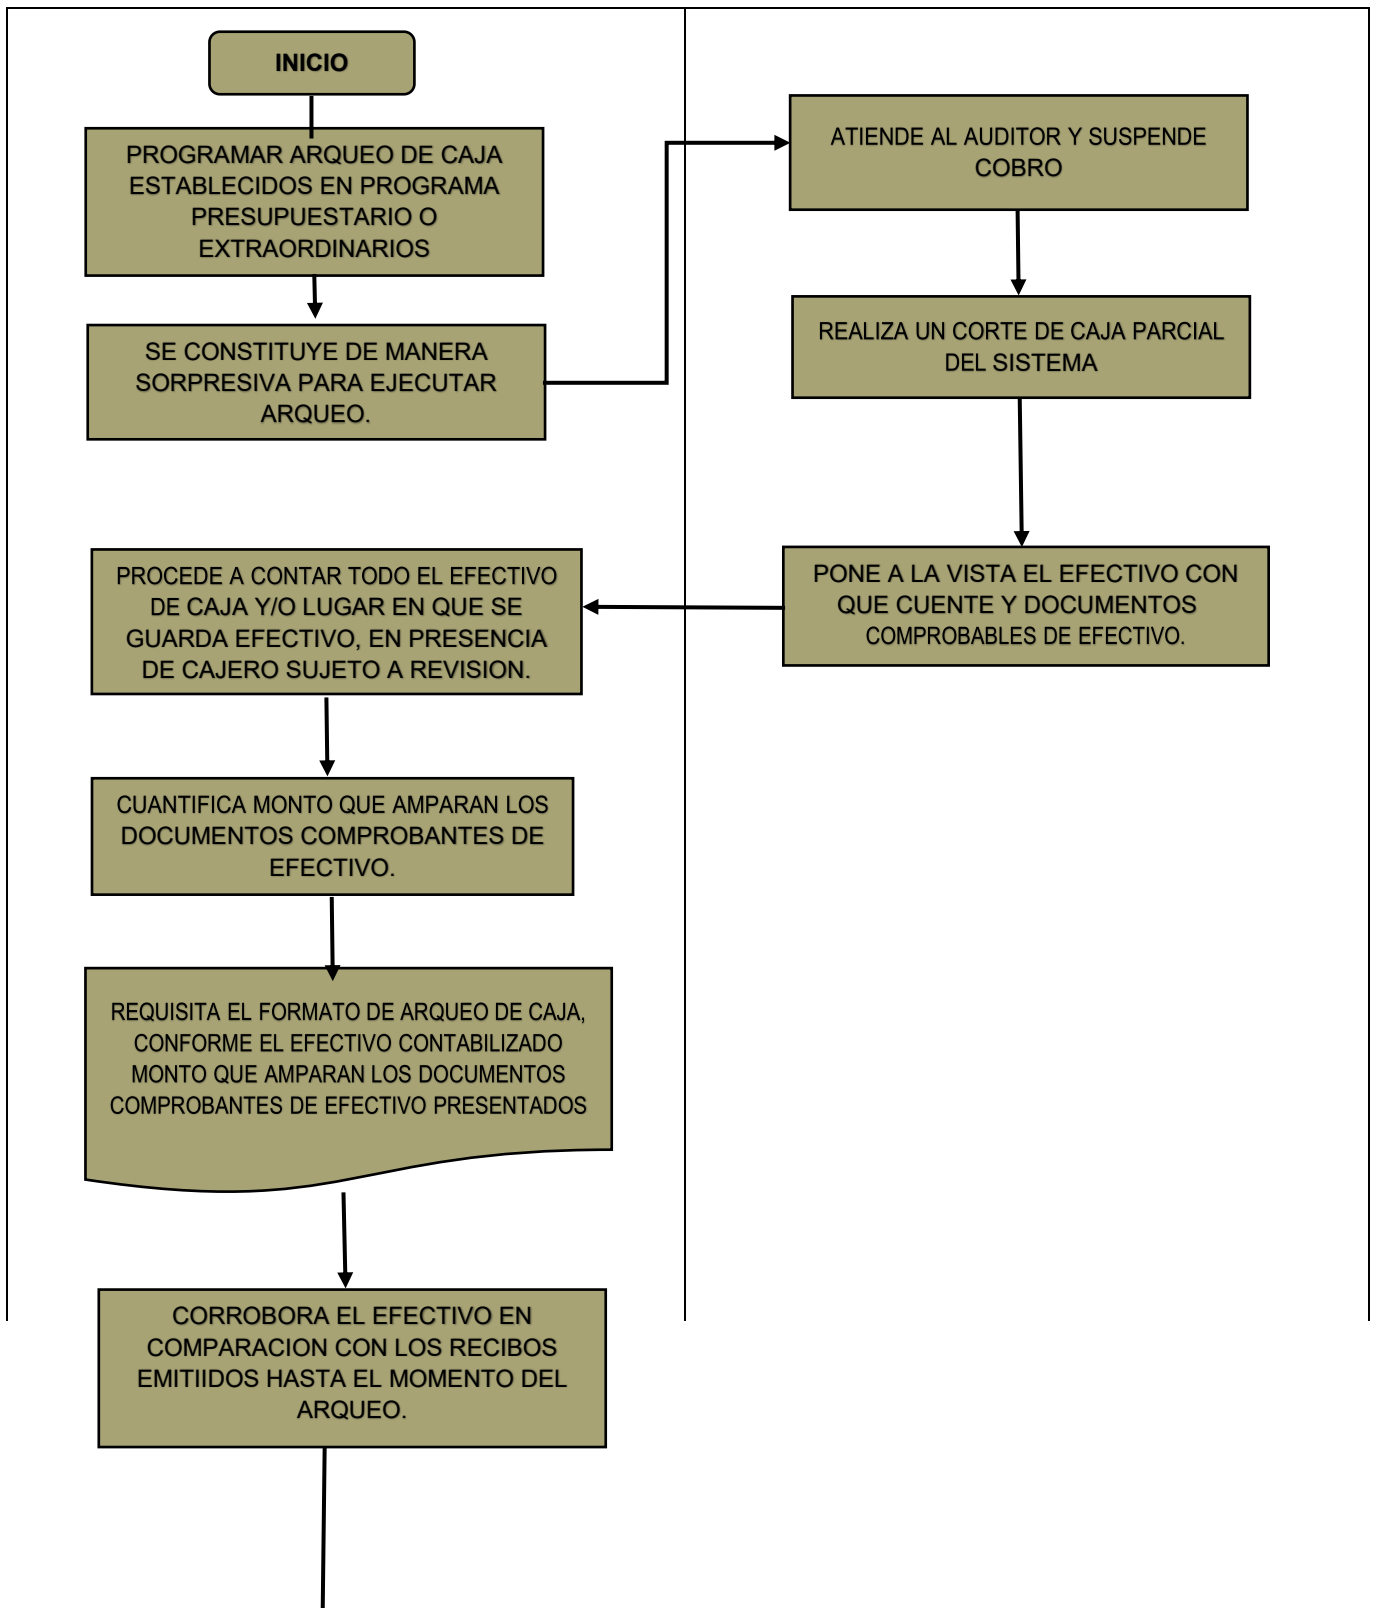 INICIO
PROGRAMAR ARQUEO DE CAJA
ESTABLECIDOS EN PROGRAMA
PRESUPUESTARIO O
EXTRAORDINARIOS
SE CONSTITUYE DE MANERA
SORPRESIVA PARA EJECUTAR
ARQUEO.
ATIENDE AL AUDITOR Y SUSPENDE
COBRO
REALIZA UN CORTE DE CAJA PARCIAL
DEL SISTEMA
PONE A LA VISTA EL EFECTIVO CON
QUE CUENTE Y DOCUMENTOS
COMPROBABLES DE EFECTIVO.
PROCEDE A CONTAR TODO EL EFECTIVO
DE CAJA Y/O LUGAR EN QUE SE
GUARDA EFECTIVO, EN PRESENCIA
DE CAJERO SUJETO A REVISION.
CUANTIFICA MONTO QUE AMPARAN LOS
DOCUMENTOS COMPROBANTES DE
EFECTIVO.
REQUISITA EL FORMATO DE ARQUEO DE CAJA,
CONFORME EL EFECTIVO CONTABILIZADO
MONTO QUE AMPARAN LOS DOCUMENTOS
COMPROBANTES DE EFECTIVO PRESENTADOS
CORROBORA EL EFECTIVO EN
COMPARACION CON LOS RECIBOS
EMITIIDOS HASTA EL MOMENTO DEL
ARQUEO.